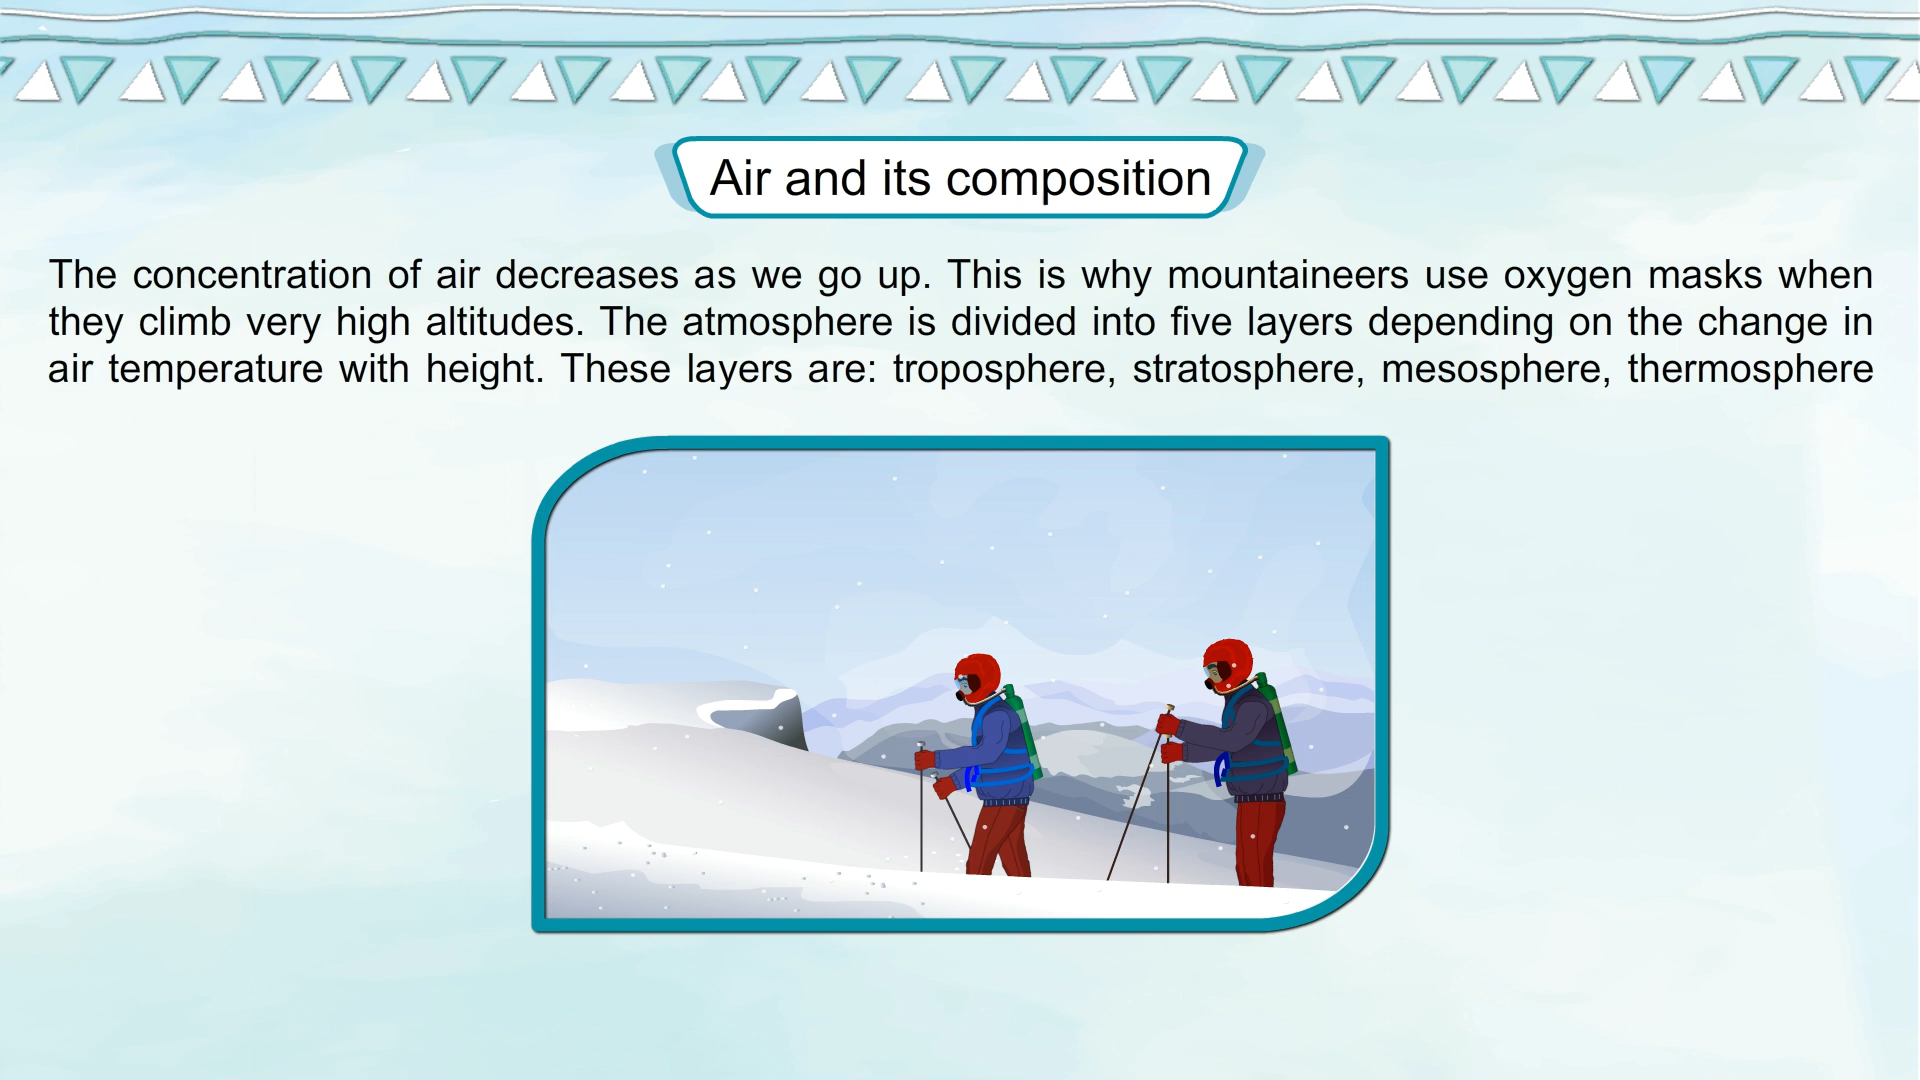 Air and its composition
The concentration of air decreases as we go up. This is why mountaineers use oxygen masks when
they climb very high altitudes. The atmosphere is divided into five layers depending on the change in
air temperature with height. These layers are: troposphere, stratosphere, mesosphere, thermosphere